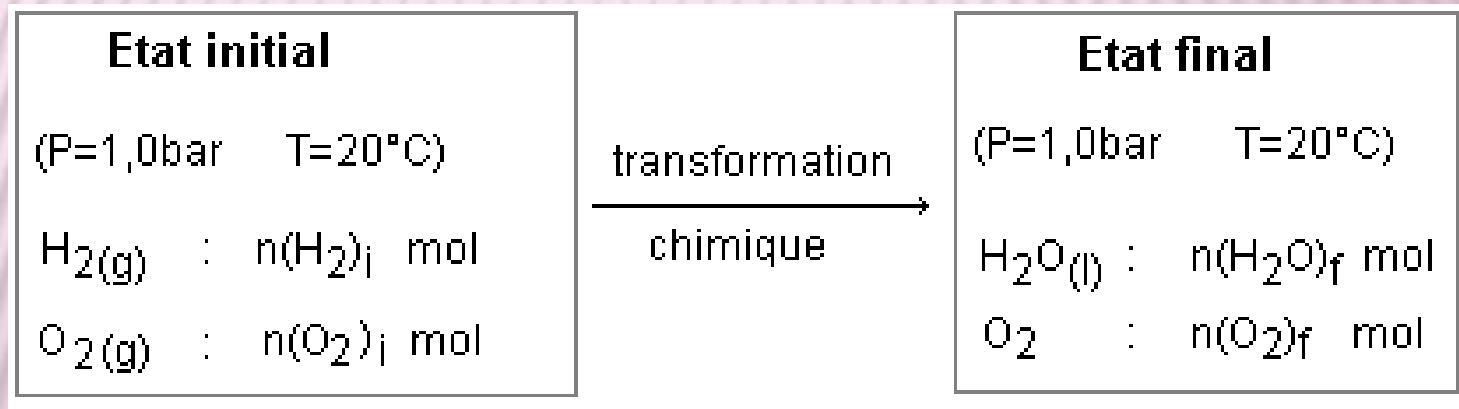 Etat initial
(P=1,0bar T=20°C)
H2(g) : n(H2)i mol
O2(g) : n(O2)i mol
transformation
chimique
Etat final
(P=1,0bar T=20°C)
H2O(l) : n(H2O)f mol
O2 : n(O2)f mol